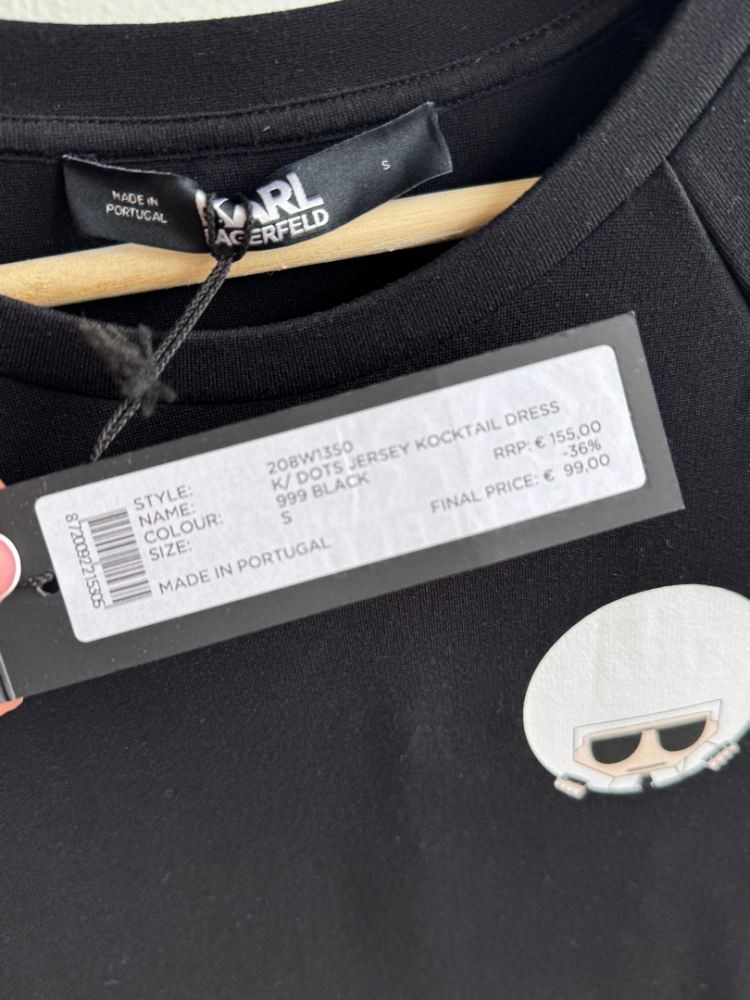 MADE IN
PORTUGAL
KARL
LAGERFELD
S
STYLE: 208W1350
NAME: K/ DOTS JERSEY KOCKTAIL DRESS
COLOUR: 999 BLACK
SIZE: S
RRP: € 155,00
-36%
FINAL PRICE: € 99,00
MADE IN PORTUGAL
8720092215305